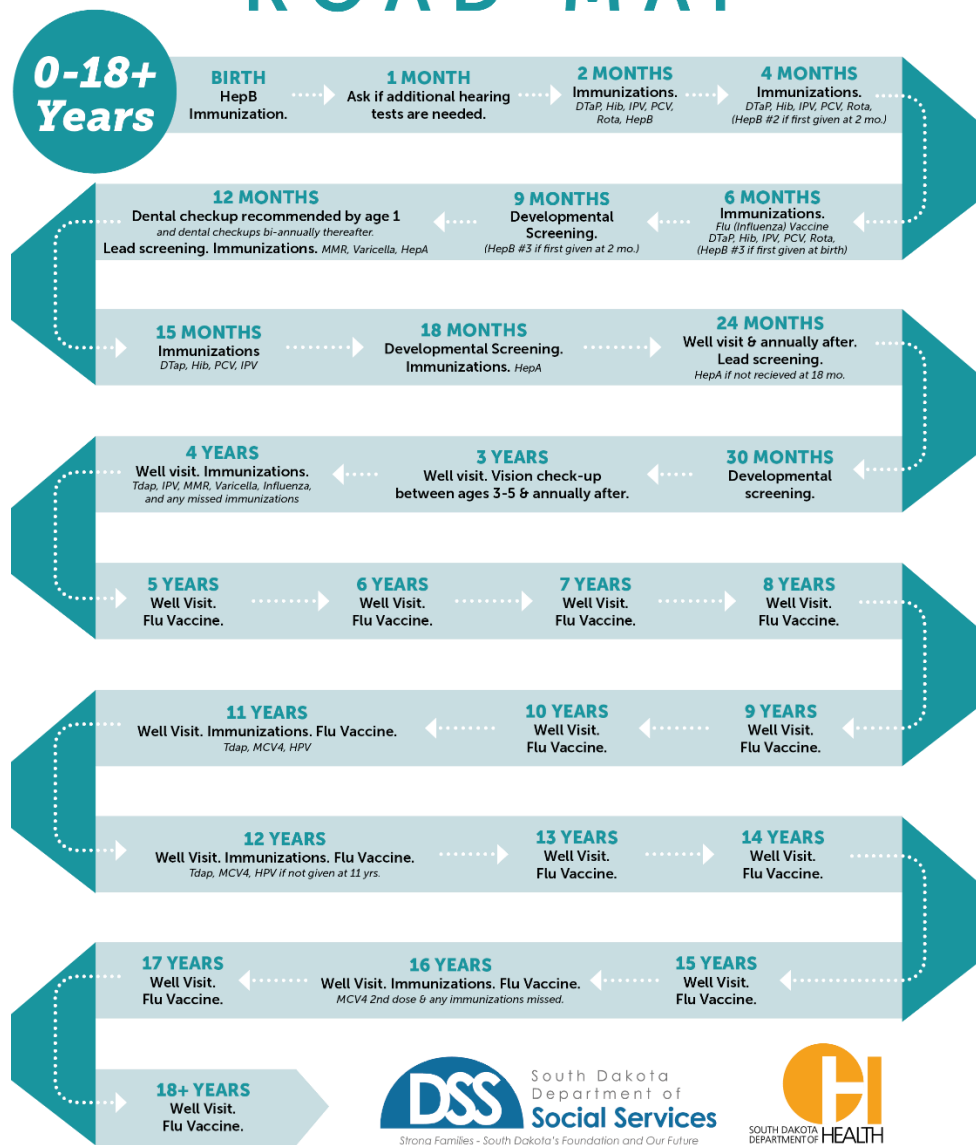 ROAD MAP
0-18+
Years
BIRTH
HepB
Immunization.
1 MONTH
Ask if additional hearing
tests are needed.
2 MONTHS
Immunizations.
DTaP, Hib, IPV, PCV,
Rota, HepB
4 MONTHS
Immunizations.
DTaP, Hib, IPV, PCV, Rota,
(HepB #2 if first given at 2 mo.)
6 MONTHS
Immunizations.
Flu (Influenza) Vaccine
DTaP, Hib, IPV, PCV, Rota,
(HepB #3 if first given at birth)
9 MONTHS
Developmental
Screening.
(HepB #3 if first given at 2 mo.)
12 MONTHS
Dental checkup recommended by age 1
and dental checkups bi-annually thereafter.
Lead screening. Immunizations. MMR, Varicella, HepA
15 MONTHS
Immunizations
DTap, Hib, PCV, IPV
18 MONTHS
Developmental Screening.
Immunizations. HepA
24 MONTHS
Well visit & annually after.
Lead screening.
HepA if not recieved at 18 mo.
30 MONTHS
Developmental
screening.
3 YEARS
Well visit. Vision check-up
between ages 3-5 & annually after.
4 YEARS
Well visit. Immunizations.
Tdap, IPV, MMR, Varicella, Influenza,
and any missed immunizations
5 YEARS
Well Visit.
Flu Vaccine.
6 YEARS
Well Visit.
Flu Vaccine.
7 YEARS
Well Visit.
Flu Vaccine.
8 YEARS
Well Visit.
Flu Vaccine.
9 YEARS
Well Visit.
Flu Vaccine.
10 YEARS
Well Visit.
Flu Vaccine.
11 YEARS
Well Visit. Immunizations. Flu Vaccine.
Tdap, MCV4, HPV
12 YEARS
Well Visit. Immunizations. Flu Vaccine.
Tdap, MCV4, HPV if not given at 11 yrs.
13 YEARS
Well Visit.
Flu Vaccine.
14 YEARS
Well Visit.
Flu Vaccine.
15 YEARS
Well Visit.
Flu Vaccine.
16 YEARS
Well Visit. Immunizations. Flu Vaccine.
MCV4 2nd dose & any immunizations missed.
17 YEARS
Well Visit.
Flu Vaccine.
18+ YEARS
Well Visit.
Flu Vaccine.
DSS
South Dakota
Department of
Social Services
Strong Families - South Dakota's Foundation and Our Future
SOUTH DAKOTA
DEPARTMENT OF HEALTH